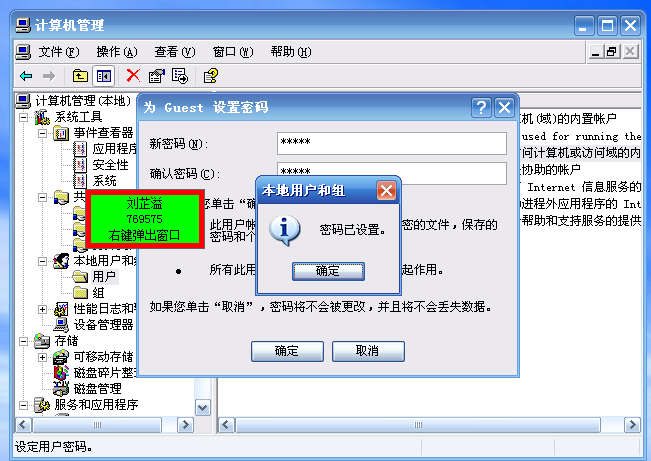 计算机管理
文件(F) 操作(A) 查看(V) 窗口(W) 帮助(H)
计算机管理(本地)
系统工具
事件查看器
应用程序
安全性
系统
共
本地用户和组
用户
组
性能日志和警
设备管理器
存储
可移动存储
磁盘碎片整
磁盘管理
服务和应用程序
刘芷溢
769575
右键弹出窗口
机(域)的内置帐户
used for running the
问计算机或访问域的内
协助的帐户
Internet 信息服务的
进程外应用程序的 Int
帮助和支持服务的提供
为 Guest 设置密码
新密码(N):
*****
确认密码(C):
*****
您单击“确
此用户帐
密的文件，保存的
密码和个
所有此用
起作用。
如果您单击“取消”，密码将不会被更改，并且将不会丢失数据。
确定
取消
本地用户和组
密码已设置。
确定
设定用户密码。